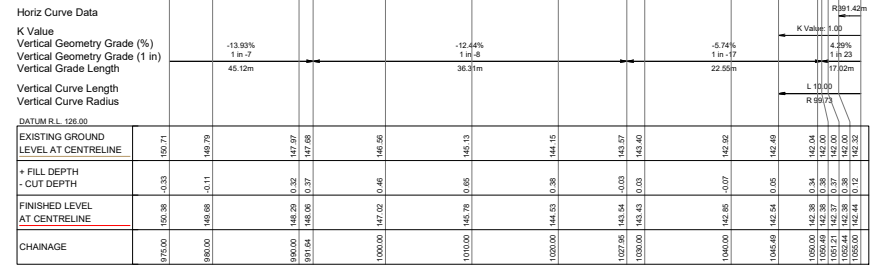 Horiz Curve Data R391.42m
K Value K Value: 1.00
Vertical Geometry Grade (%) -13.93% -12.44% -5.74% 4.29%
Vertical Geometry Grade (1 in) 1 in -7 1 in -8 1 in -17 1 in 23
Vertical Grade Length 45.12m 36.31m 22.55m 17.02m
Vertical Curve Length L 10.00
Vertical Curve Radius R 99.73
DATUM R.L. 126.00
EXISTING GROUND
LEVEL AT CENTRELINE 150.71 149.79 147.97 147.68 146.56 145.13 144.15 143.57 143.40 142.92 142.49 142.04 142.00 142.00 142.00 142.32
+ FILL DEPTH
- CUT DEPTH -0.33 -0.11 0.32 0.37 0.46 0.65 0.38 -0.03 0.03 -0.07 0.05 0.34 0.38 0.37 0.38 0.12
FINISHED LEVEL
AT CENTRELINE 150.38 149.68 148.29 148.06 147.02 145.78 144.53 143.54 143.43 142.85 142.54 142.38 142.38 142.37 142.38 142.44
CHAINAGE 975.00 980.00 990.00 991.64 1000.00 1010.00 1020.00 1027.95 1030.00 1040.00 1045.49 1050.00 1050.49 1051.21 1052.44 1055.00